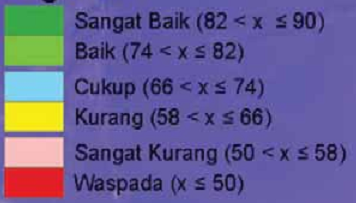 Sangat Baik (82 < x ≤ 90)
Baik (74 < x ≤ 82)
Cukup (66 < x ≤ 74)
Kurang (58 < x ≤ 66)
Sangat Kurang (50 < x ≤ 58)
Waspada (x ≤ 50)